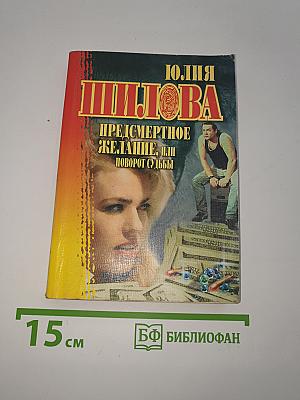 ЮЛИЯ
ШИЛОВА
ПРЕДСМЕРТНОЕ
ЖЕЛАНИЕ, ИЛИ
ПОВОРОТ СУДЬБЫ
15 см
БФ БИБЛИОФАН